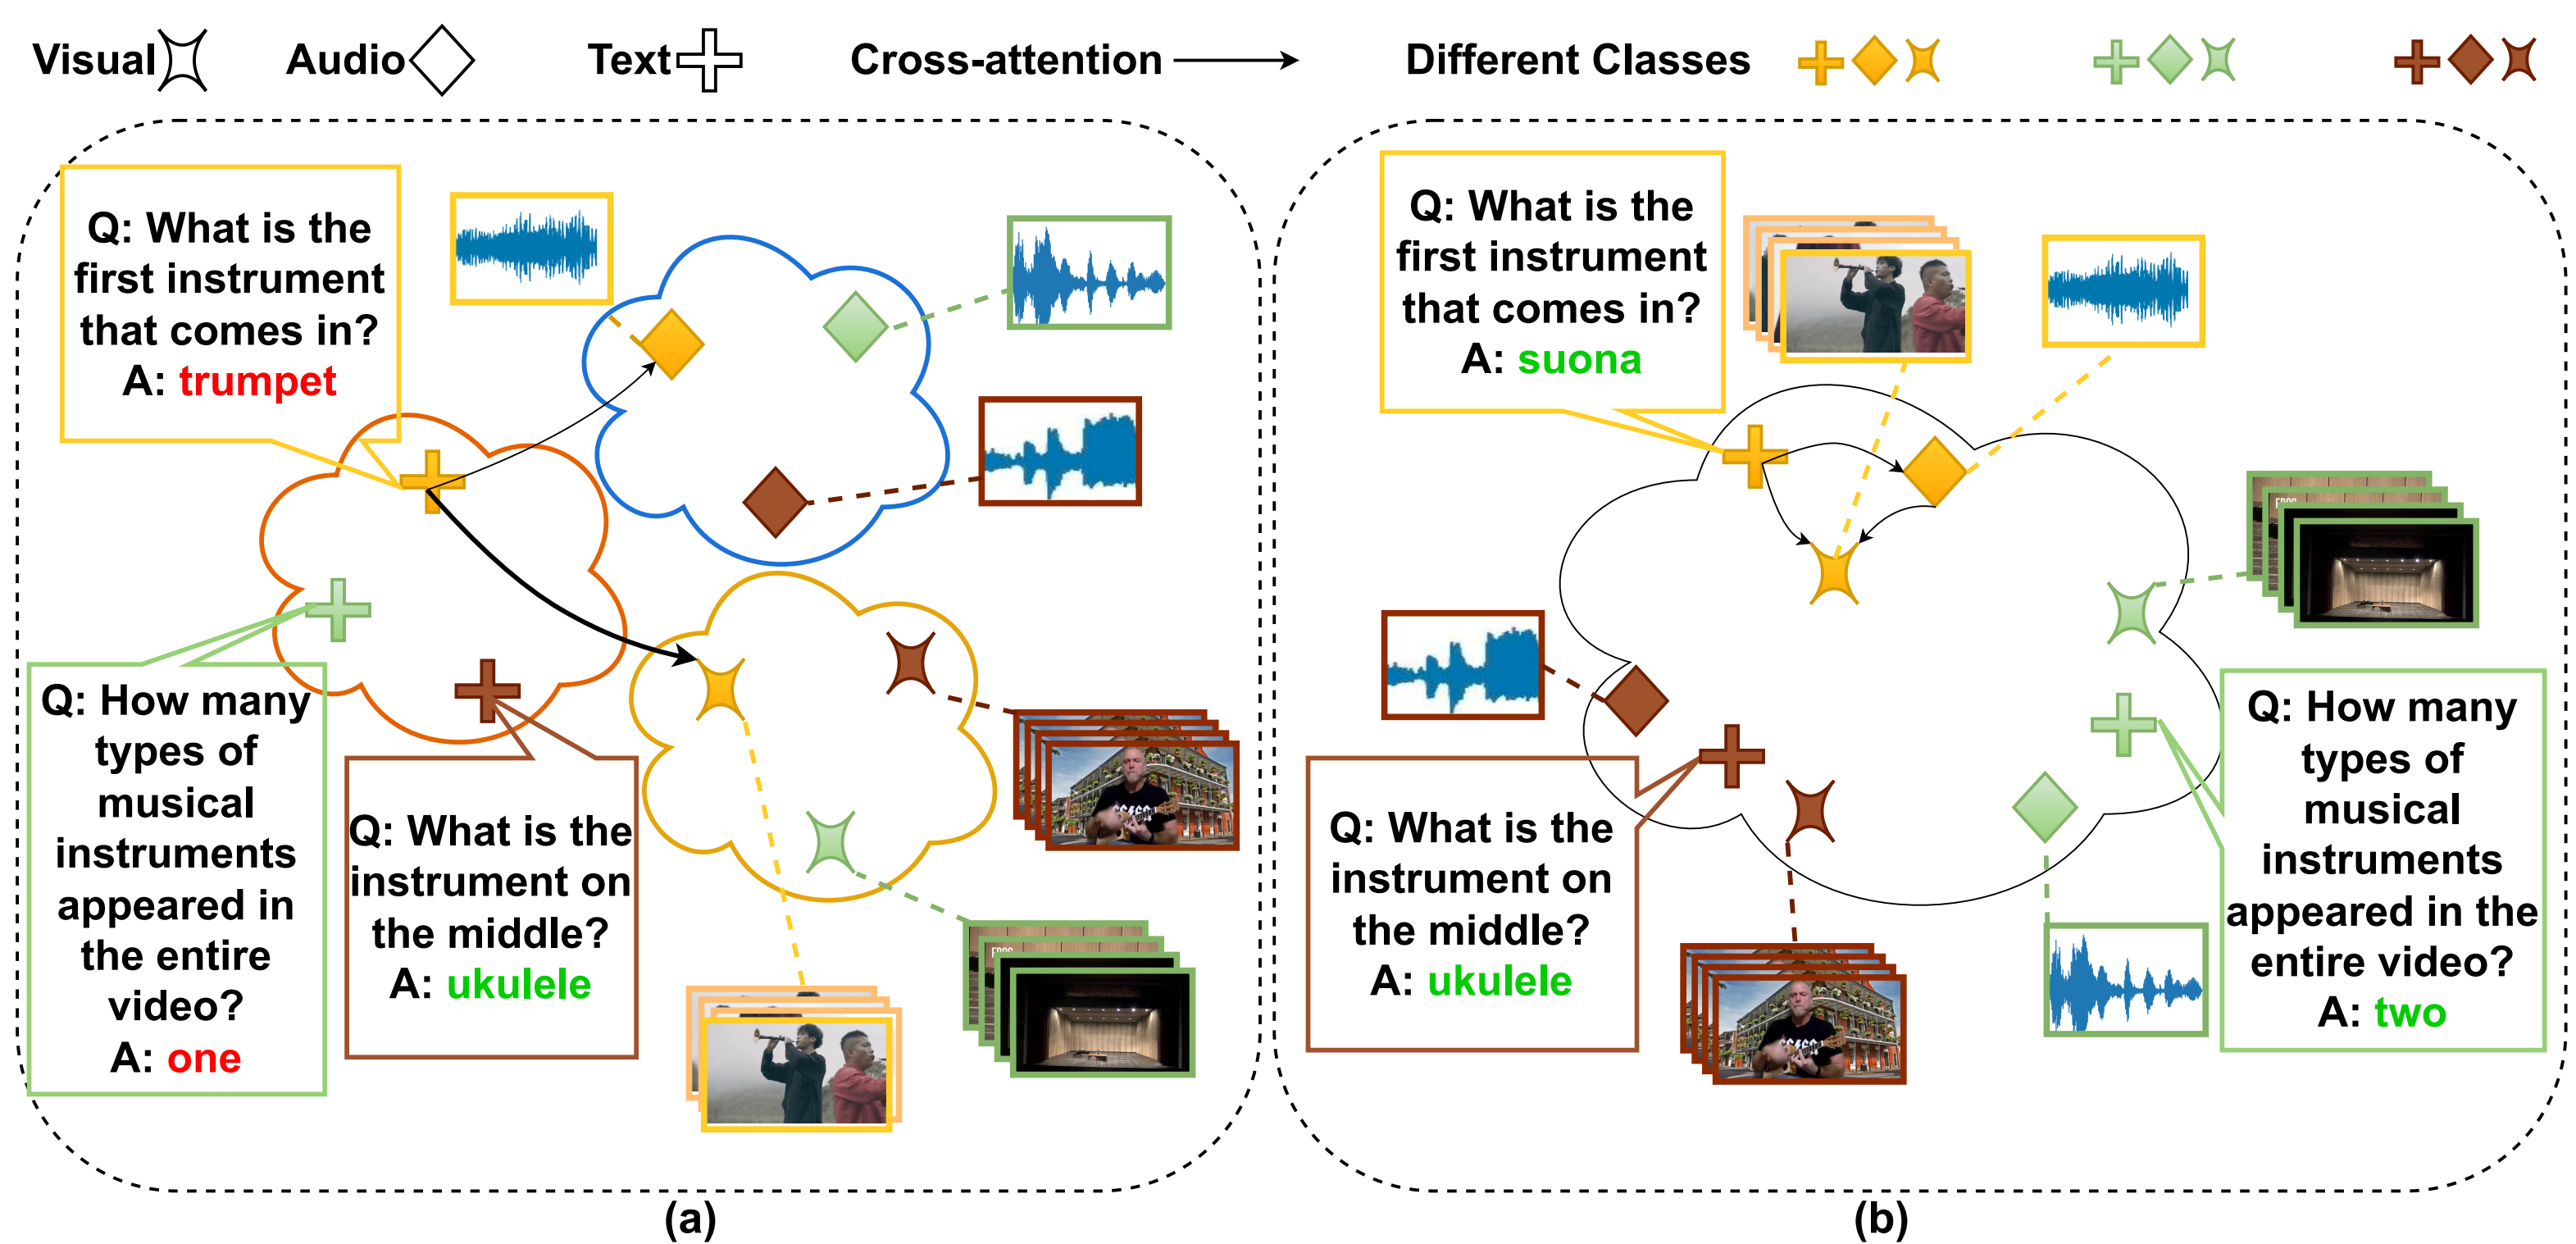 Visual Audio Text Cross-attention Different Classes
Q: What is the
first instrument
that comes in?
A: trumpet
Q: How many
types of
musical
instruments
appeared in
the entire
video?
A: one
Q: What is the
instrument on
the middle?
A: ukulele
(a)
Q: What is the
first instrument
that comes in?
A: suona
Q: What is the
instrument on
the middle?
A: ukulele
Q: How many
types of
musical
instruments
appeared in the
entire video?
A: two
(b)